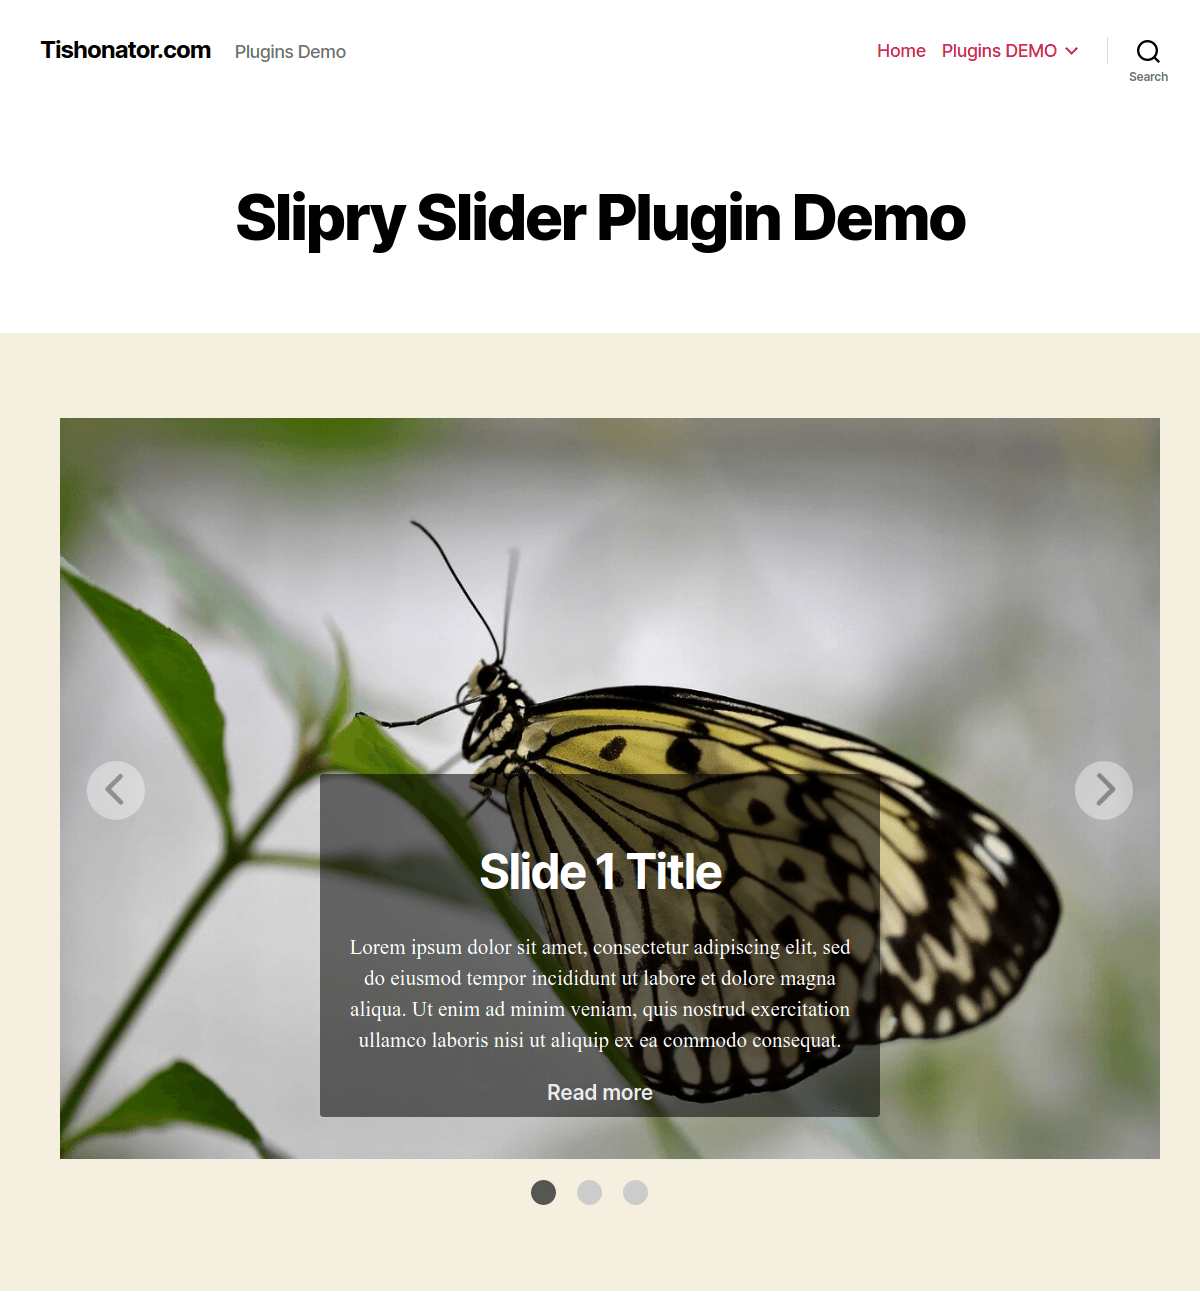 Tishonator.com Plugins Demo Home Plugins DEMO Search
Slipry Slider Plugin Demo
Slide 1 Title
Lorem ipsum dolor sit amet, consectetur adipiscing elit, sed
do eiusmod tempor incididunt ut labore et dolore magna
aliqua. Ut enim ad minim veniam, quis nostrud exercitation
ullamco laboris nisi ut aliquip ex ea commodo consequat.
Read more